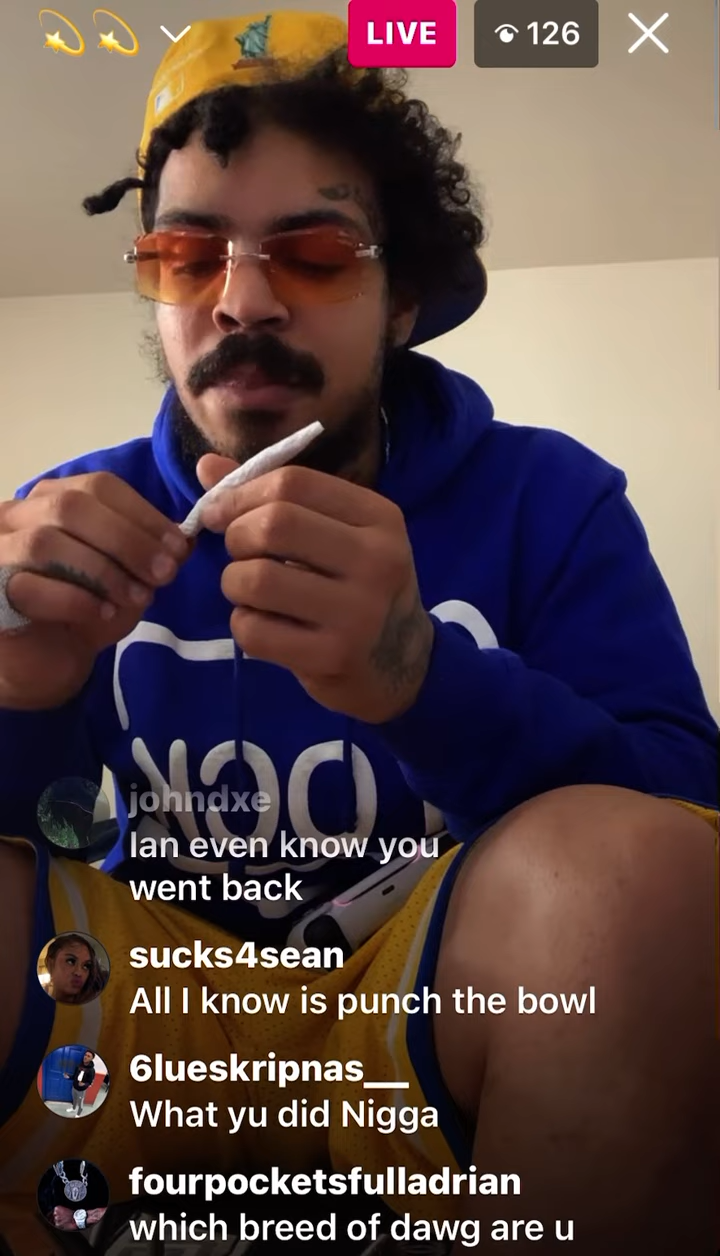 LIVE
126
johndxe
Ian even know you
went back
sucks4sean
All I know is punch the bowl
6lueskripnas__
What yu did Nigga
fourpocketsfulladrian
which breed of dawg are u